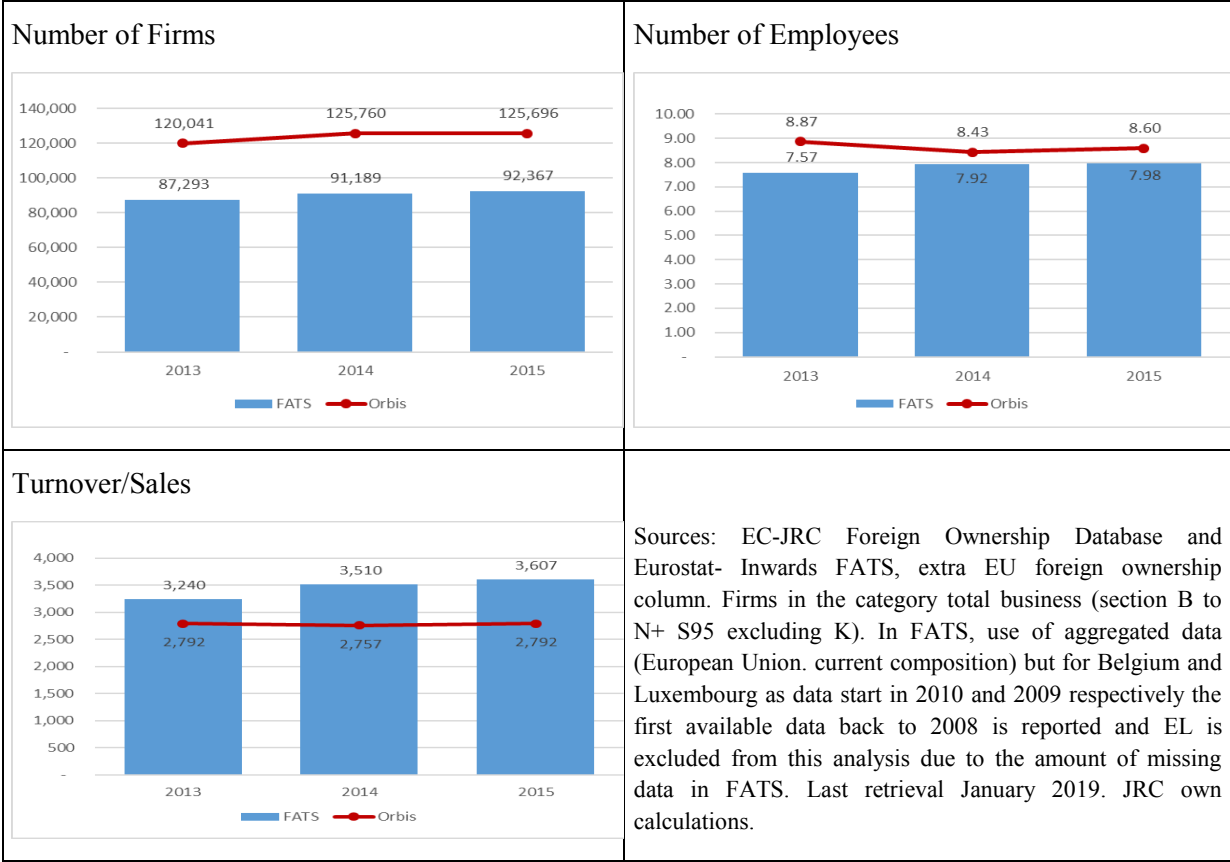 Number of Firms
140,000
120,000
100,000
80,000
60,000
40,000
20,000
-
120,041
125,760
125,696
87,293
91,189
92,367
2013
2014
2015
FATS
Orbis
Number of Employees
10.00
9.00
8.00
7.00
6.00
5.00
4.00
3.00
2.00
1.00
-
8.87
8.43
8.60
7.57
7.92
7.98
2013
2014
2015
FATS
Orbis
Turnover/Sales
4,000
3,500
3,000
2,500
2,000
1,500
1,000
500
-
3,240
3,510
3,607
2,792
2,757
2,792
2013
2014
2015
FATS
Orbis
Sources: EC-JRC Foreign Ownership Database and
Eurostat- Inwards FATS, extra EU foreign ownership
column. Firms in the category total business (section B to
N+ S95 excluding K). In FATS, use of aggregated data
(European Union. current composition) but for Belgium and
Luxembourg as data start in 2010 and 2009 respectively the
first available data back to 2008 is reported and EL is
excluded from this analysis due to the amount of missing
data in FATS. Last retrieval January 2019. JRC own
calculations.